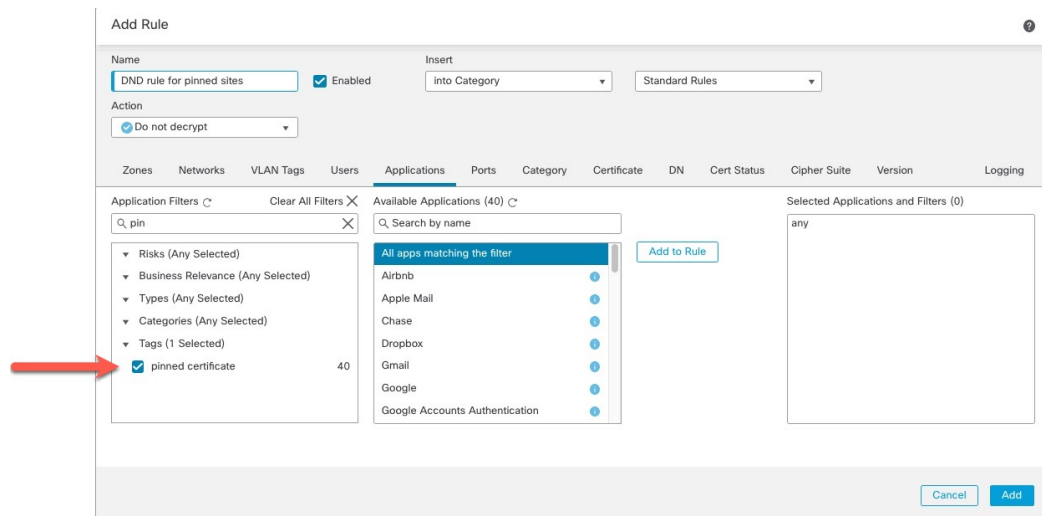 Add Rule
Name
Insert
DND rule for pinned sites
Enabled
into Category
Standard Rules
Action
Do not decrypt
Zones Networks VLAN Tags Users Applications Ports Category Certificate DN Cert Status Cipher Suite Version Logging
Application Filters Clear All Filters Available Applications (40) Selected Applications and Filters (0)
pin
Search by name
any
Risks (Any Selected)
Business Relevance (Any Selected)
Types (Any Selected)
Categories (Any Selected)
Tags (1 Selected)
pinned certificate 40
All apps matching the filter
Airbnb
Apple Mail
Chase
Dropbox
Gmail
Google
Google Accounts Authentication
Add to Rule
Cancel Add